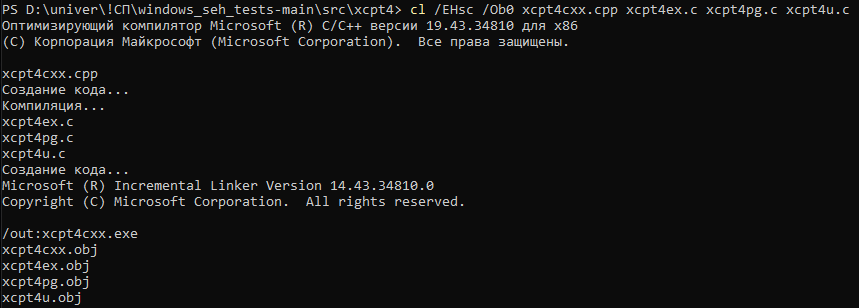 PS D:\univer\!СП\windows_seh_tests-main\src\xcpt4> cl /EHsc /Ob0 xcpt4cxx.cpp xcpt4ex.c xcpt4pg.c xcpt4u.c
Оптимизирующий компилятор Microsoft (R) C/C++ версии 19.43.34810 для x86
(C) Корпорация Майкрософт (Microsoft Corporation).  Все права защищены.

xcpt4cxx.cpp
Создание кода...
Компиляция...
xcpt4ex.c
xcpt4pg.c
xcpt4u.c
Создание кода...
Microsoft (R) Incremental Linker Version 14.43.34810.0
Copyright (C) Microsoft Corporation.  All rights reserved.

/out:xcpt4cxx.exe
xcpt4cxx.obj
xcpt4ex.obj
xcpt4pg.obj
xcpt4u.obj